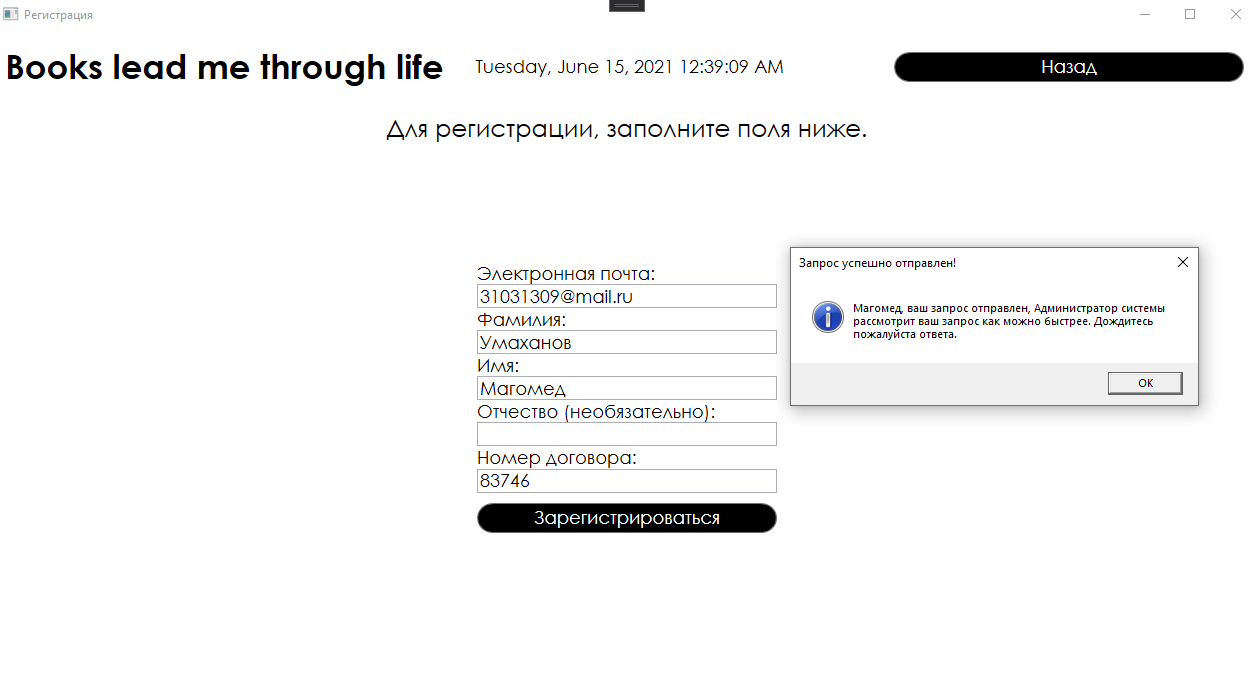 Регистрация
Books lead me through life
Tuesday, June 15, 2021 12:39:09 AM
Назад
Для регистрации, заполните поля ниже.
Электронная почта:
31031309@mail.ru
Фамилия:
Умаханов
Имя:
Магомед
Отчество (необязательно):
Номер договора:
83746
Зарегистрироваться
Запрос успешно отправлен!
Магомед, ваш запрос отправлен, Администратор системы
рассмотрит ваш запрос как можно быстрее. Дождитесь
пожалуйста ответа.
ОК